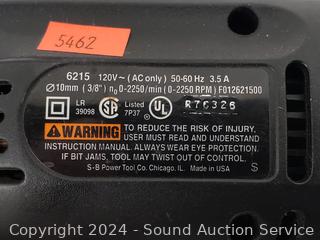 5462
6215 120V~ (AC only) 50-60 Hz 3.5 A
⌀10mm (3/8") n₀ 0-2250/min (0-2250 RPM) F012621500
LR 39098 SA Listed 7P37 UL R76326
WARNING TO REDUCE THE RISK OF INJURY.
USER MUST READ AND UNDERSTAND
INSTRUCTION MANUAL. ALWAYS WEAR EYE PROTECTION.
IF BIT JAMS, TOOL MAY TWIST OUT OF CONTROL.
S-B Power Tool Co. Chicago, IL. Made in USA S
Copyright 2024 - Sound Auction Service